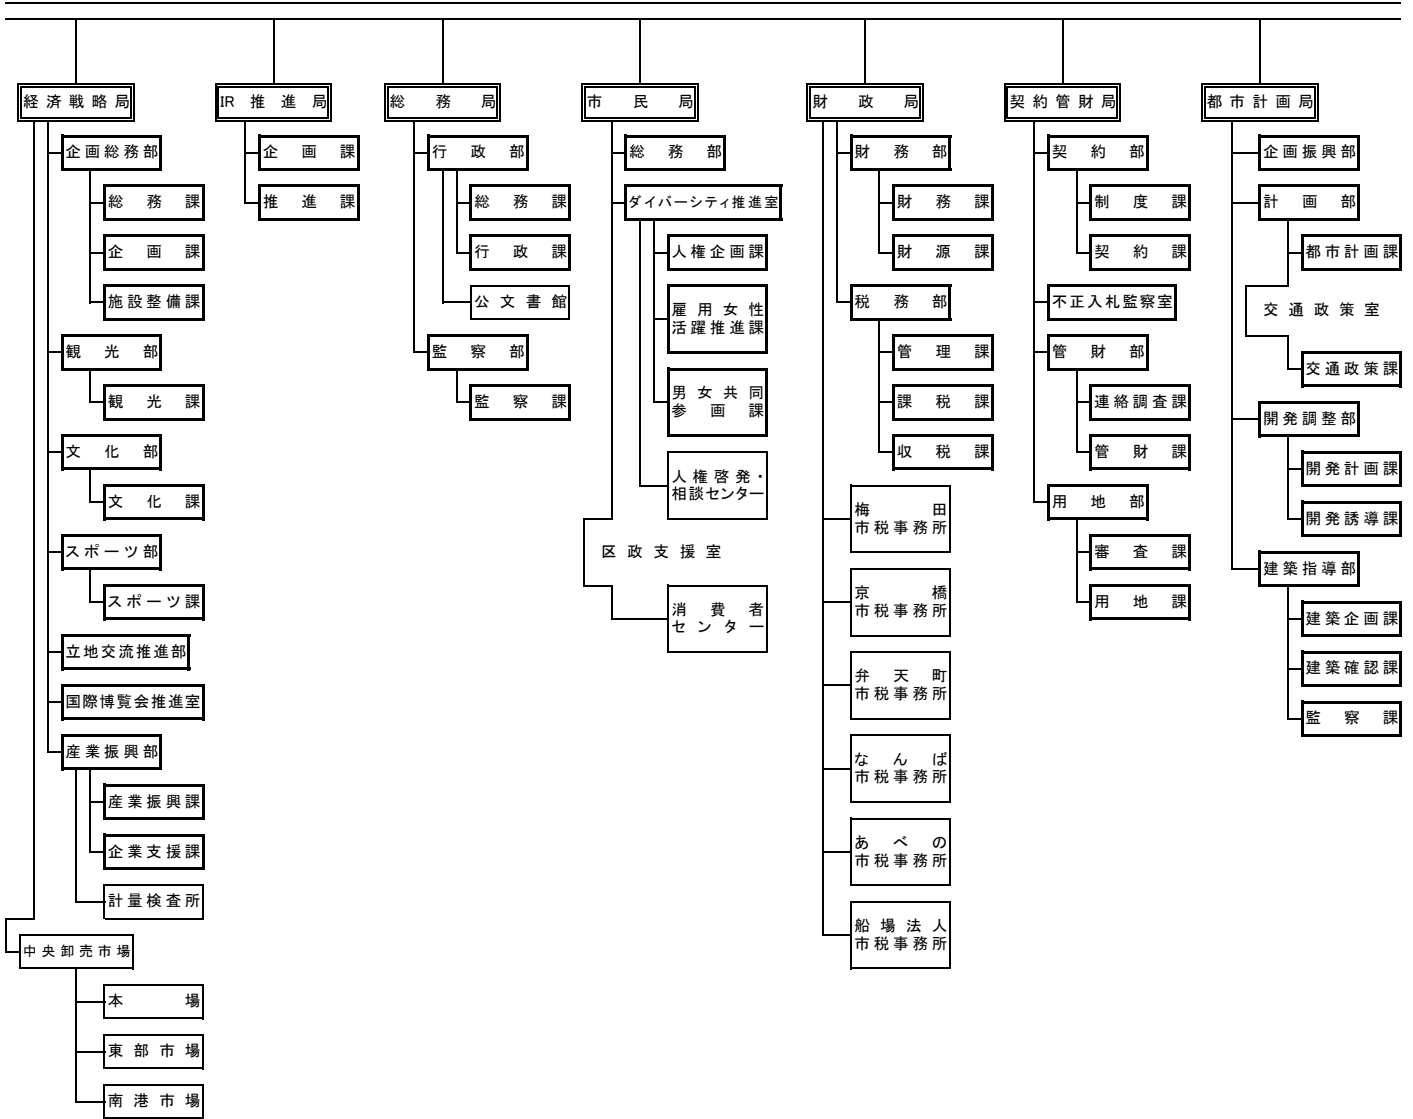 経済戦略局
企画総務部
総務課
企画課
施設整備課
観光部
観光課
文化部
文化課
スポーツ部
スポーツ課
立地交流推進部
国際博覧会推進室
産業振興部
産業振興課
企業支援課
計量検査所
中央卸売市場
本場
東部市場
南港市場
IR推進局
企画課
推進課
総務局
行政部
総務課
行政課
公文書館
監察部
監察課
市民局
総務部
ダイバーシティ推進室
人権企画課
雇用女性
活躍推進課
男女共同
参画課
人権啓発・
相談センター
区政支援室
消費者
センター
財政局
財務部
財務課
財源課
税務部
管理課
課税課
収税課
梅田
市税事務所
京橋
市税事務所
弁天町
市税事務所
なんば
市税事務所
あべの
市税事務所
船場法人
市税事務所
契約管財局
契約部
制度課
契約課
不正入札監察室
管財部
連絡調査課
管財課
用地部
審査課
用地課
都市計画局
企画振興部
計画部
都市計画課
交通政策室
交通政策課
開発調整部
開発計画課
開発誘導課
建築指導部
建築企画課
建築確認課
監察課